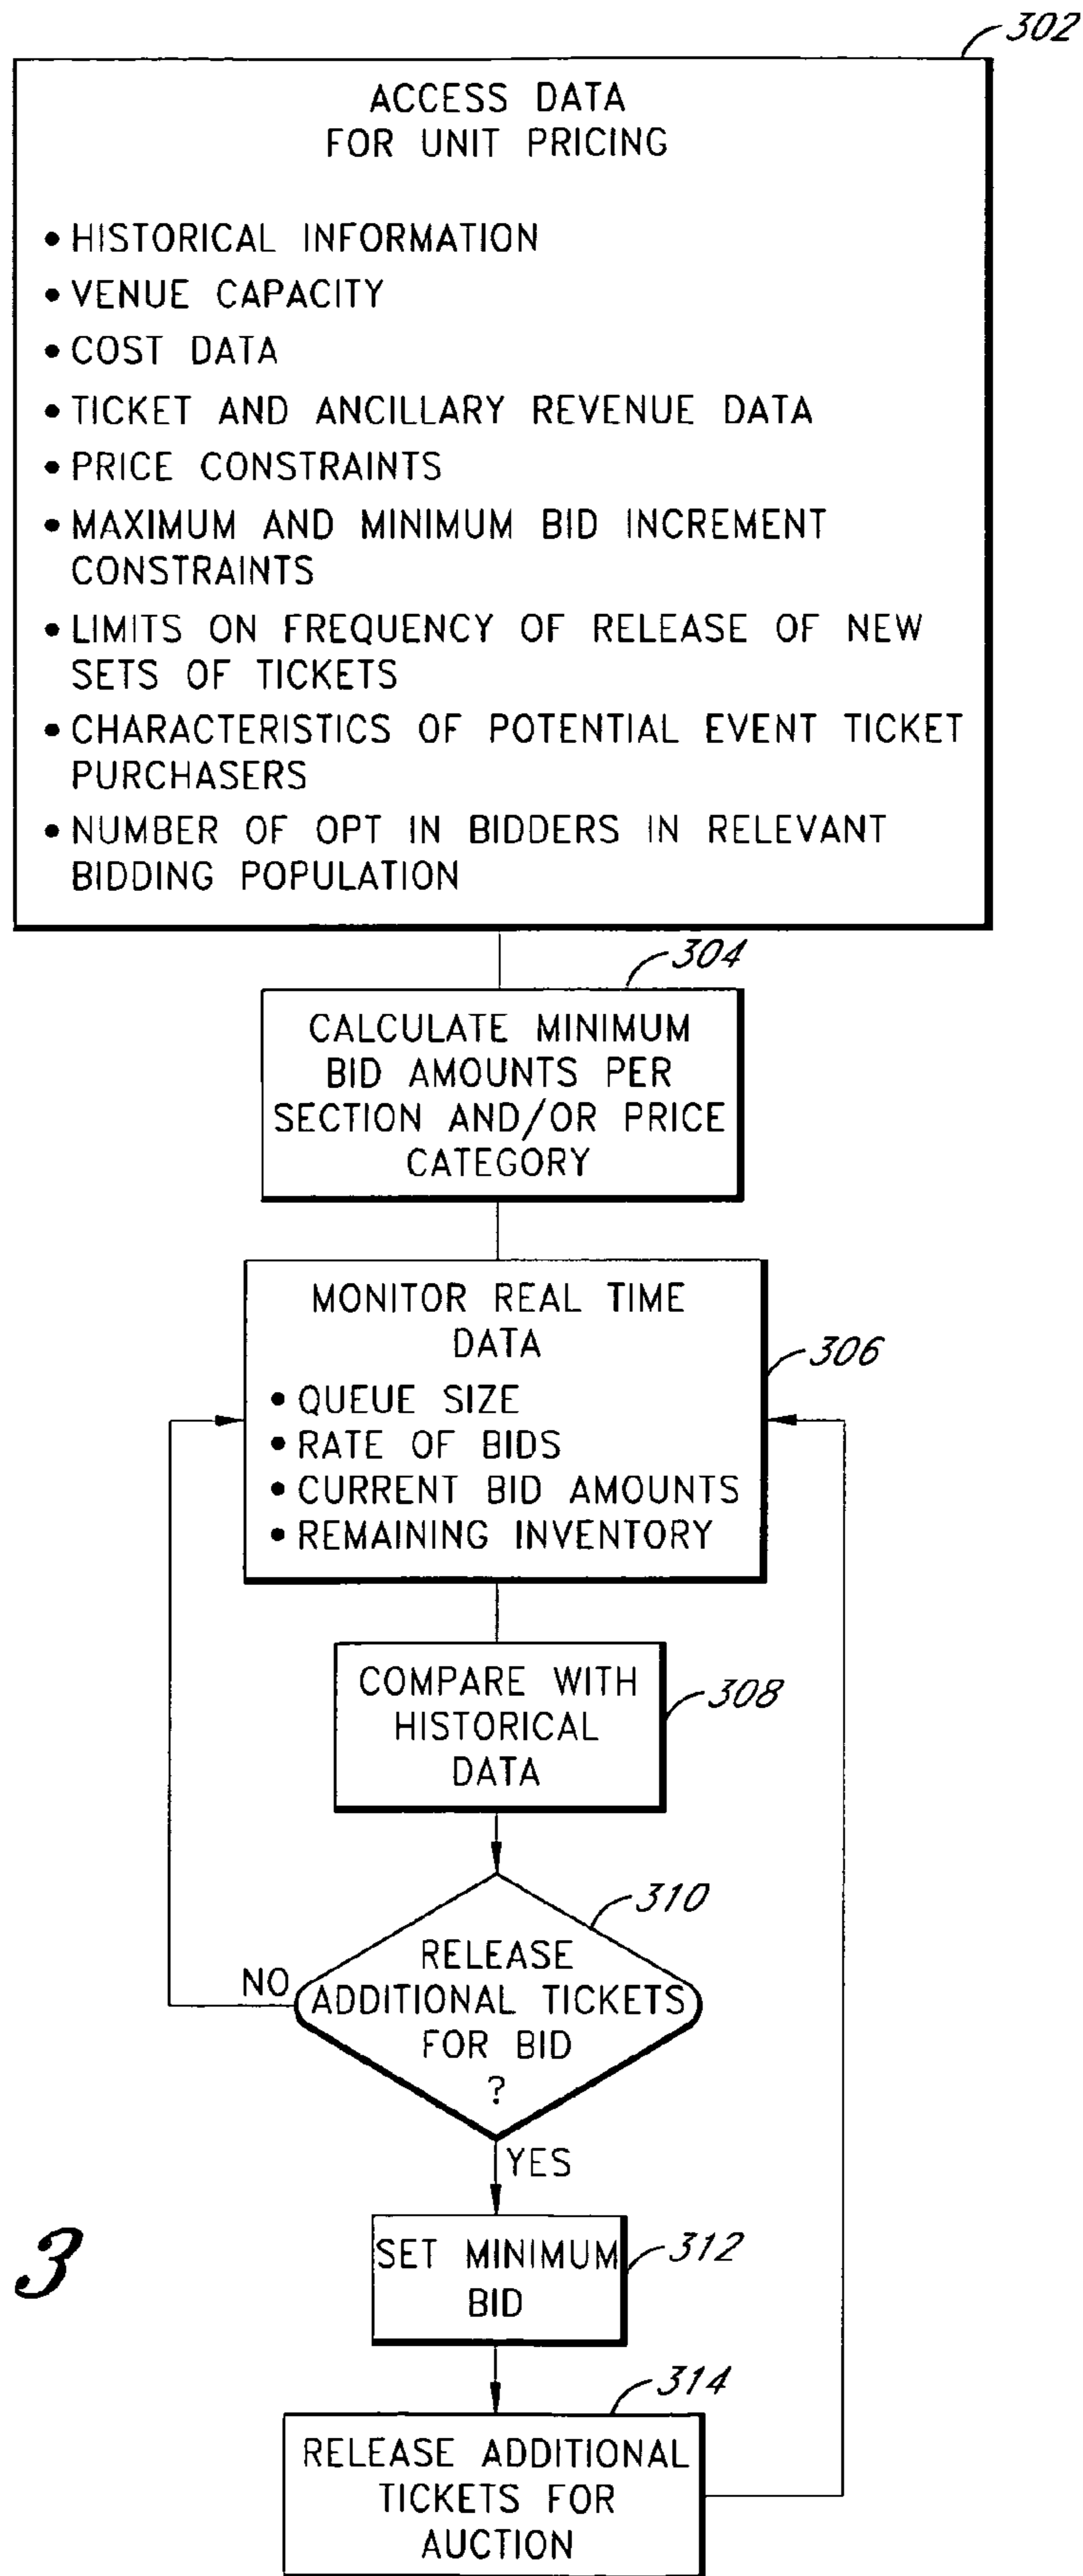 302
ACCESS DATA
FOR UNIT PRICING
• HISTORICAL INFORMATION
• VENUE CAPACITY
• COST DATA
• TICKET AND ANCILLARY REVENUE DATA
• PRICE CONSTRAINTS
• MAXIMUM AND MINIMUM BID INCREMENT
CONSTRAINTS
• LIMITS ON FREQUENCY OF RELEASE OF NEW
SETS OF TICKETS
• CHARACTERISTICS OF POTENTIAL EVENT TICKET
PURCHASERS
• NUMBER OF OPT IN BIDDERS IN RELEVANT
BIDDING POPULATION
304
CALCULATE MINIMUM
BID AMOUNTS PER
SECTION AND/OR PRICE
CATEGORY
MONITOR REAL TIME
DATA
306
• QUEUE SIZE
• RATE OF BIDS
• CURRENT BID AMOUNTS
• REMAINING INVENTORY
COMPARE WITH
HISTORICAL
DATA
308
310
RELEASE
ADDITIONAL TICKETS
FOR BID
?
NO
YES
SET MINIMUM
BID
312
3
314
RELEASE ADDITIONAL
TICKETS FOR
AUCTION